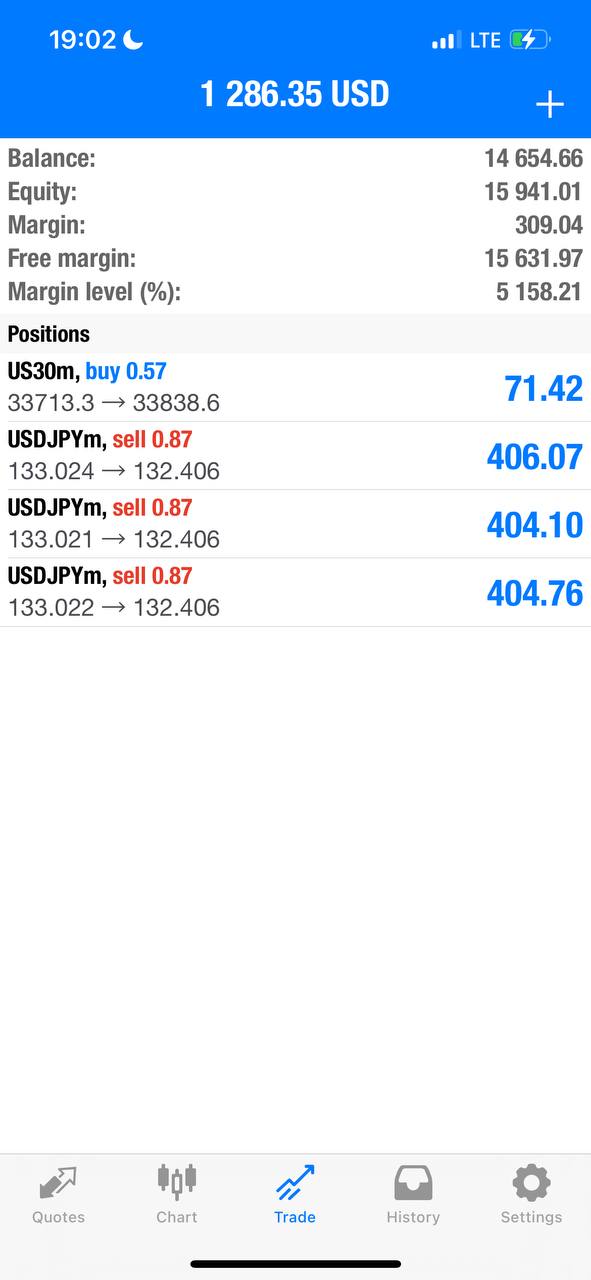 19:02 LTE
1 286.35 USD
Balance: 14 654.66
Equity: 15 941.01
Margin: 309.04
Free margin: 15 631.97
Margin level (%): 5 158.21
Positions
US30m, buy 0.57
33713.3 → 33838.6 71.42
USDJPYm, sell 0.87
133.024 → 132.406 406.07
USDJPYm, sell 0.87
133.021 → 132.406 404.10
USDJPYm, sell 0.87
133.022 → 132.406 404.76
Quotes Chart Trade History Settings